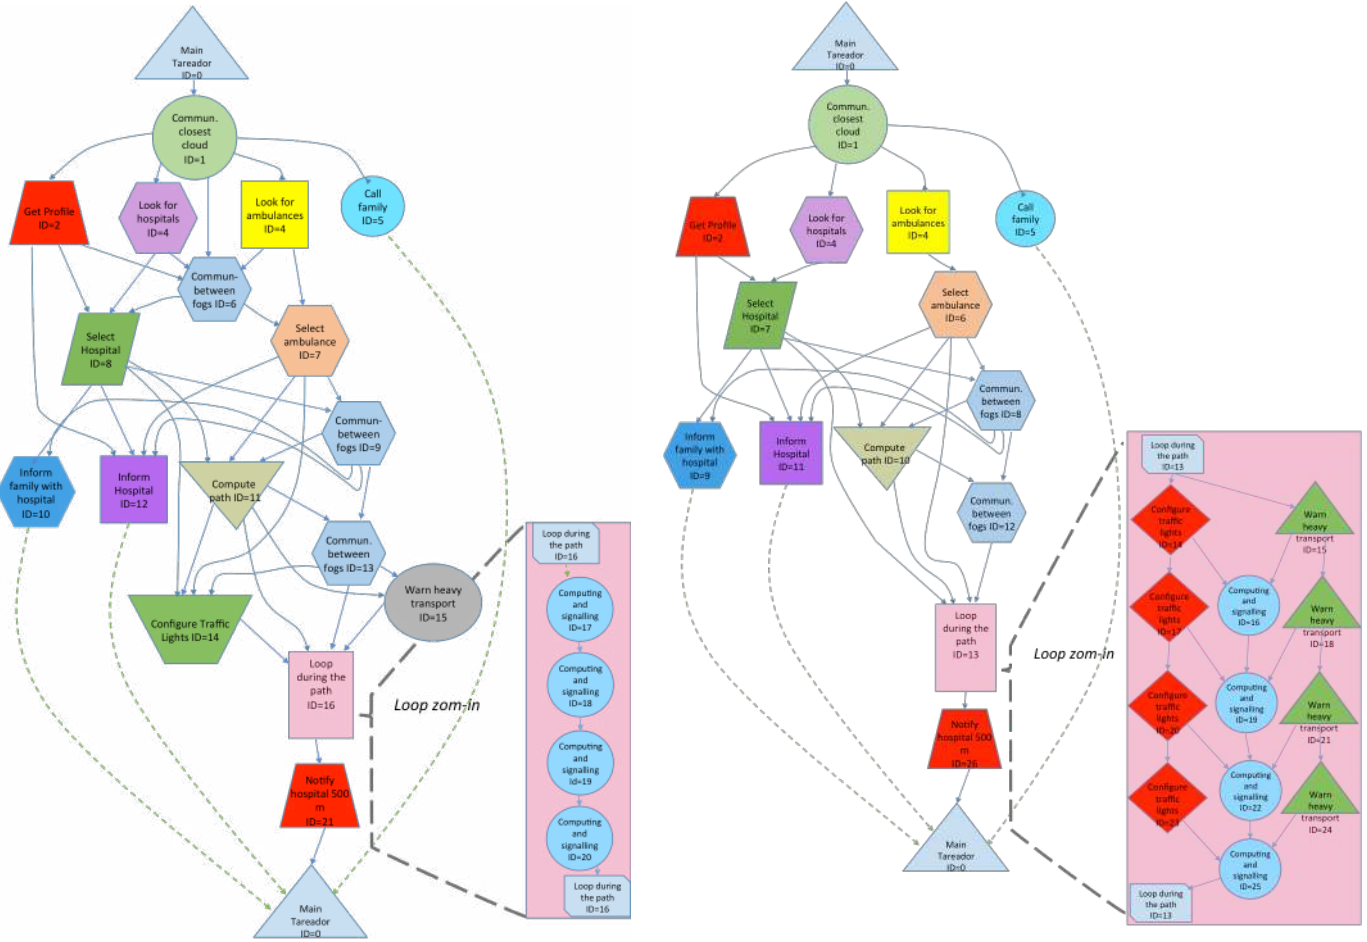 Main
Tareador
ID=0
Commun.
closest
cloud
ID=1
Get Profile
ID=2
Look for
hospitals
ID=4
Look for
ambulances
ID=4
Call
family
ID=5
Commun-
between
fogs ID=6
Select
Hospital
ID=8
Select
ambulance
ID=7
Commun-
between
fogs ID=9
Inform
family with
hospital
ID=10
Inform
Hospital
ID=12
Compute
path ID=11
Commun.
between
fogs ID=13
Configure Traffic
Lights ID=14
Warn heavy
transport
ID=15
Loop
during the
path
ID=16
Loop zom-in
Notify
hospital 500
m
ID=21
Main
Tareador
ID=0
Loop during
the path
ID=16
Computing
and
signalling
ID=17
Computing
and
signalling
ID=18
Computing
and
signalling
Id=19
Computing
and
signalling
ID=20
Loop during
the path
ID=16
Main
Tareador
ID=0
Commun.
closest
cloud
ID=1
Get Profile
ID=2
Look for
hospitals
ID=4
Look for
ambulances
ID=4
Call
family
ID=5
Select
Hospital
ID=7
Select
ambulance
ID=6
Commun.
between
fogs ID=8
Inform
family with
hospital
ID=9
Inform
Hospital
ID=11
Compute
path ID=10
Commun.
between
fogs ID=12
Loop
during the
path
ID=13
Loop zom-in
Notify
hospital 500
m
ID=26
Main
Tareador
ID=0
Loop during
the path
ID=13
Configure
traffic
lights
ID=14
Warn
heavy
transport
ID=15
Computing
and
signalling
ID=16
Configure
traffic
lights
ID=17
Warn
heavy
transport
ID=18
Computing
and
signalling
ID=19
Configure
traffic
lights
ID=20
Warn
heavy
transport
ID=21
Computing
and
signalling
ID=22
Configure
traffic
lights
ID=23
Warn
heavy
transport
ID=24
Computing
and
signalling
ID=25
Loop during
the path
ID=13